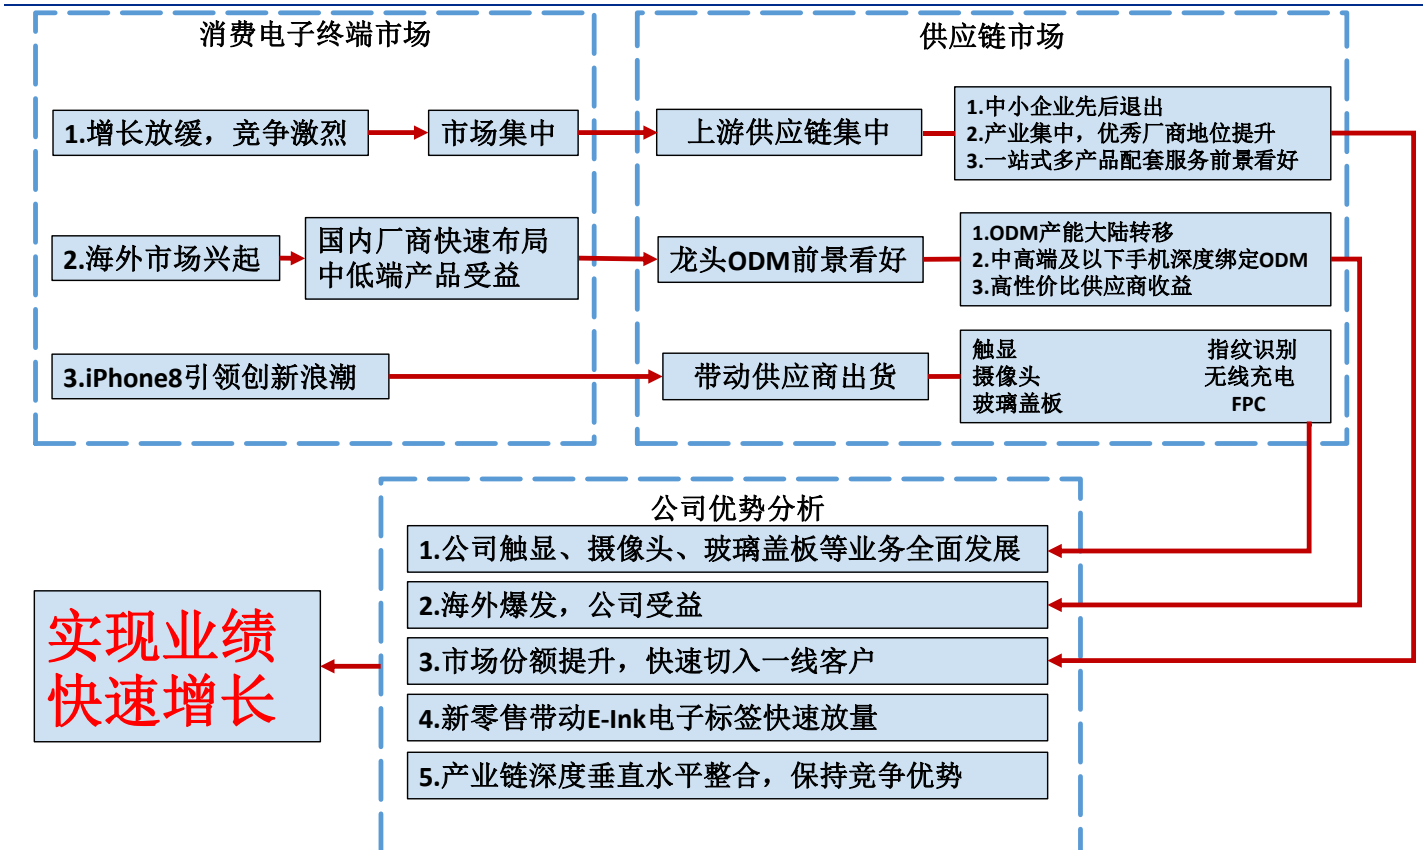 消费电子终端市场
供应链市场
1.增长放缓，竞争激烈
市场集中
上游供应链集中
1.中小企业先后退出
2.产业集中，优秀厂商地位提升
3.一站式多产品配套服务前景看好
2.海外市场兴起
国内厂商快速布局
中低端产品受益
龙头ODM前景看好
1.ODM产能大陆转移
2.中高端及以下手机深度绑定ODM
3.高性价比供应商收益
3.iPhone8引领创新浪潮
带动供应商出货
触显 指纹识别
摄像头 无线充电
玻璃盖板 FPC
公司优势分析
1.公司触显、摄像头、玻璃盖板等业务全面发展
2.海外爆发，公司受益
3.市场份额提升，快速切入一线客户
4.新零售带动E-Ink电子标签快速放量
5.产业链深度垂直水平整合，保持竞争优势
实现业绩
快速增长